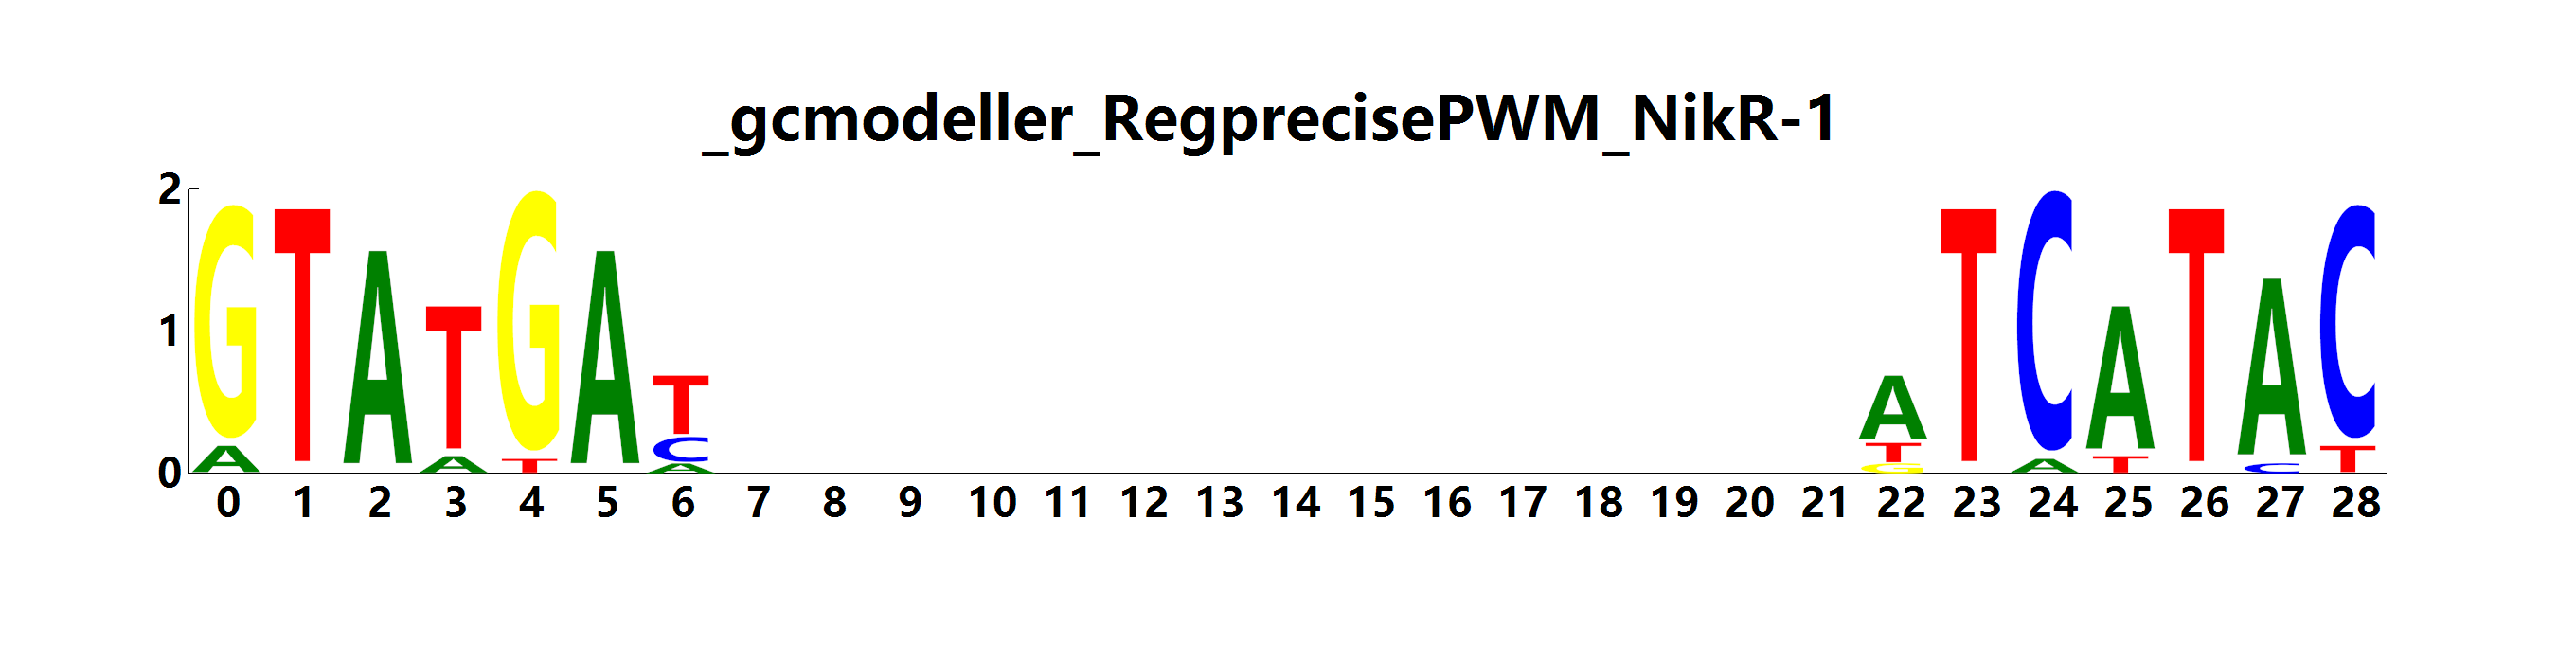 _gcmodeller_RegprecisePWM_NikR-1
2
1
0
G T A T G A T A T C A T A C
A A T C T A T C T
A G
0 1 2 3 4 5 6 7 8 9 10 11 12 13 14 15 16 17 18 19 20 21 22 23 24 25 26 27 28